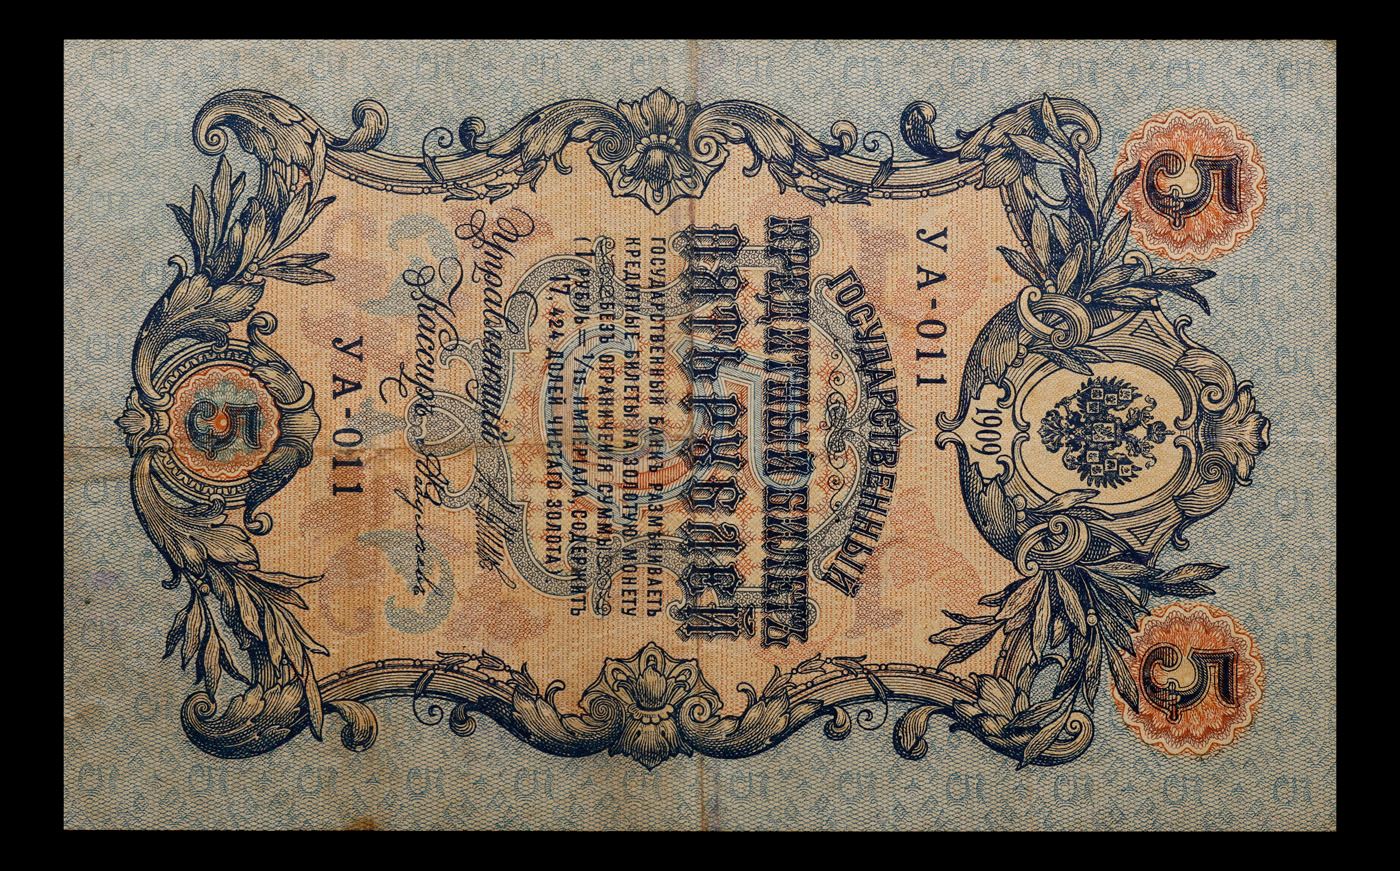 5 5
1909
ГОСУДАРСТВЕННЫЙ
КРЕДИТНЫЙ БИЛЕТЪ
ПЯТЬ РУБЛЕЙ
УА-011
ГОСУДАРСТВЕННЫЙ БАНКЪ РАЗМѢНИВАЕТЪ
КРЕДИТНЫЕ БИЛЕТЫ НА ЗОЛОТУЮ МОНЕТУ
БЕЗЪ ОГРАНИЧЕНІЯ СУММЫ
(1 РУБЛЬ = 1/15 ИМПЕРІАЛА, СОДЕРЖИТЪ
17,424 ДОЛЕЙ ЧИСТАГО ЗОЛОТА)
Управляющій
Кассиръ
УА-011
5